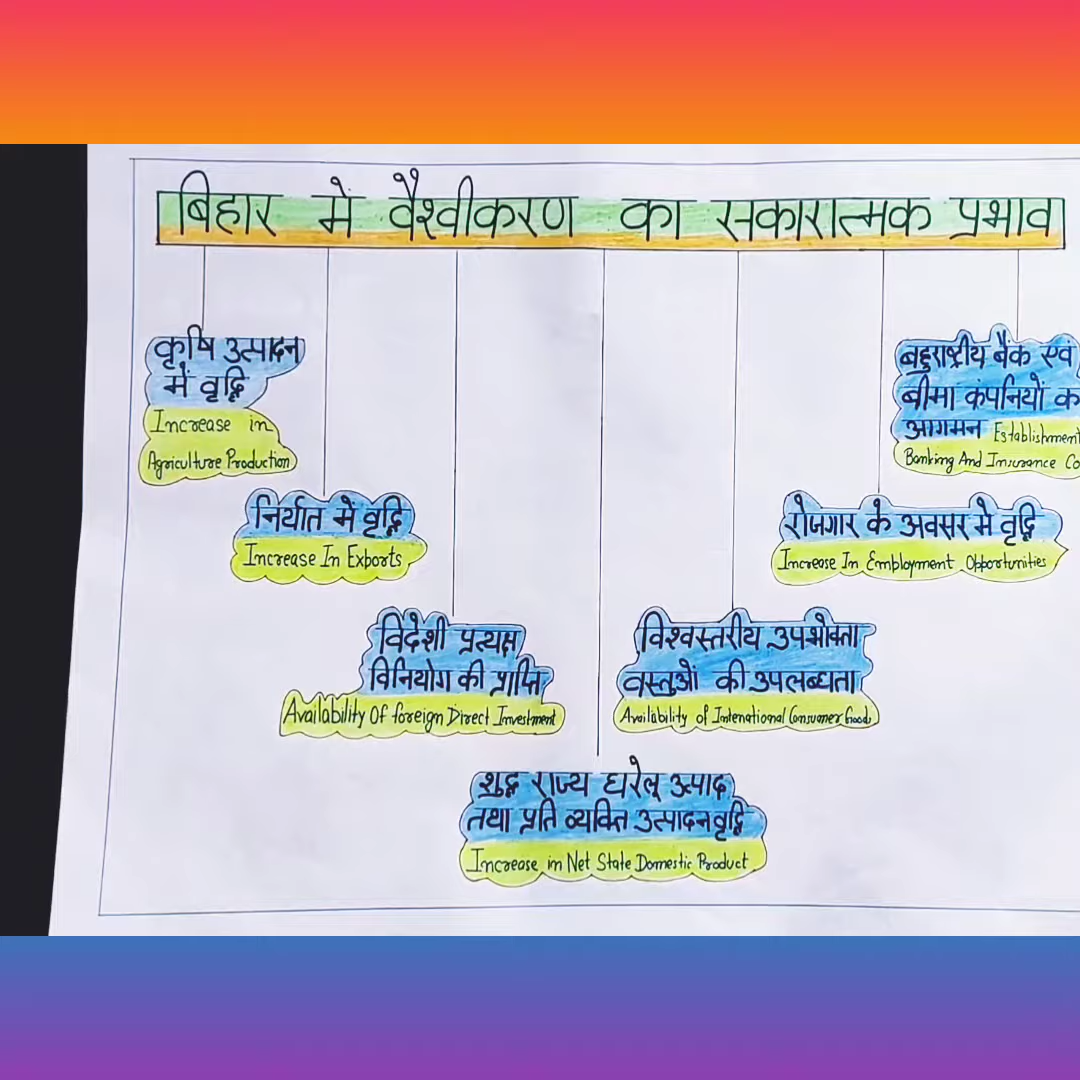 बिहार में वैश्वीकरण का सकारात्मक प्रभाव
कृषि उत्पादन
में वृद्धि
Increase in
Agriculture Production
निर्यात में वृद्धि
Increase In Exports
विदेशी प्रत्यक्ष
विनियोग की प्राप्ति
Availability Of foreign Direct Investment
शुद्ध राज्य घरेलू उत्पाद
तथा प्रति व्यक्ति उत्पादन वृद्धि
Increase in Net State Domestic Product
विश्वस्तरीय उपभोक्ता
वस्तुओं की उपलब्धता
Availability of Intenational Consumer Goods
रोजगार के अवसर में वृद्धि
Increase In Employment Opportunities
बहुराष्ट्रीय बैंक एवं
बीमा कंपनियों
आगमन Establishment
Banking And Insurance